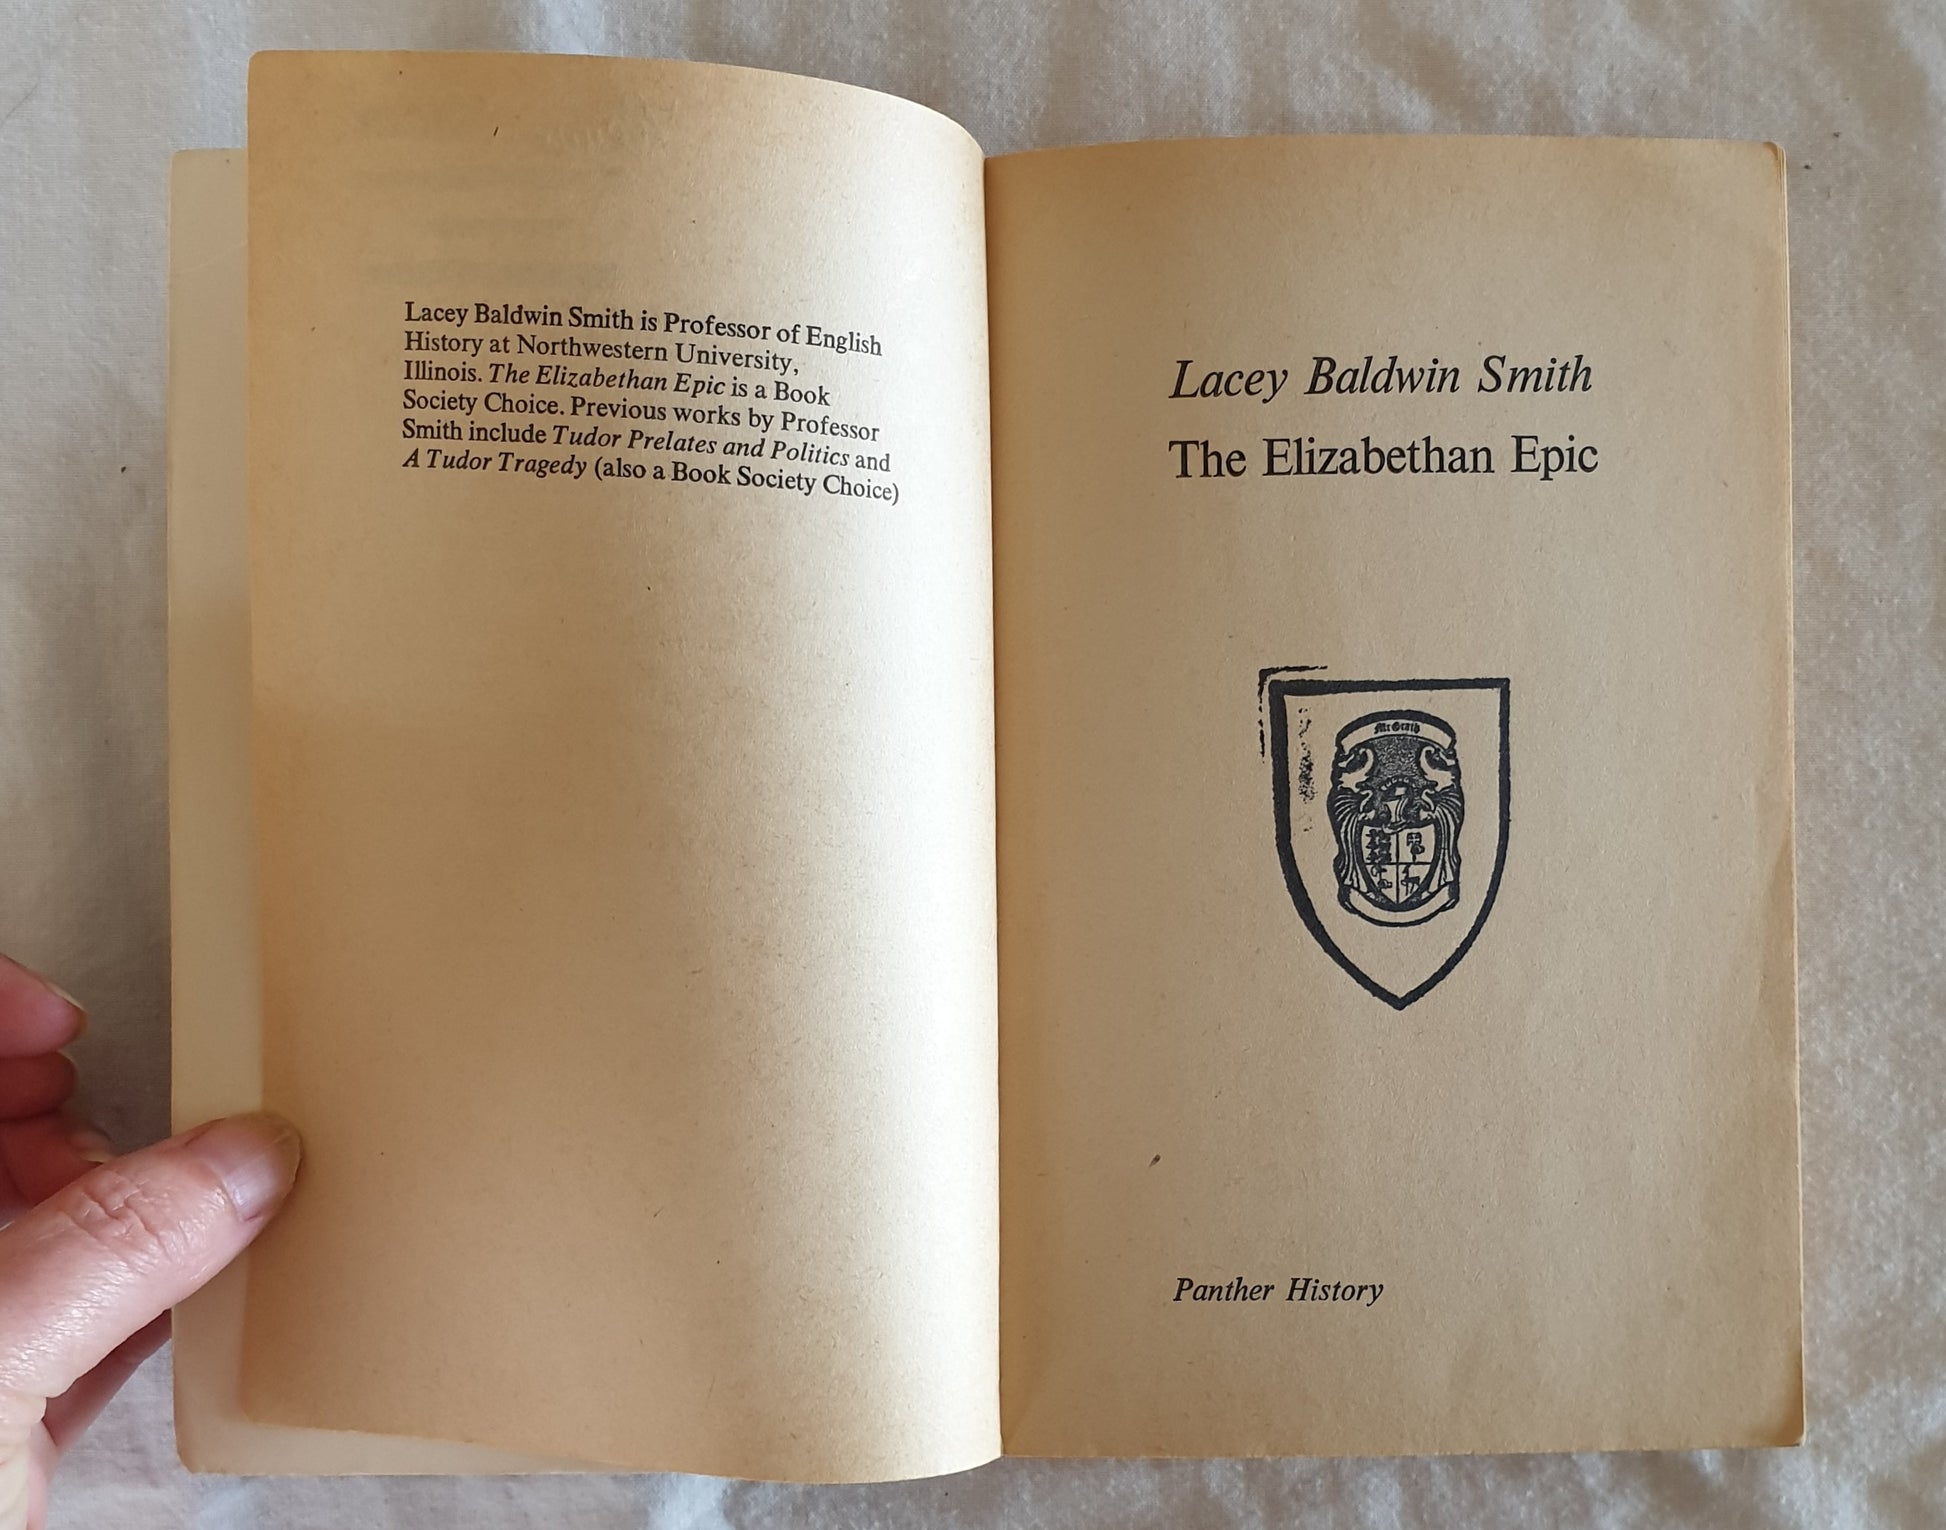 Lacey Baldwin Smith is Professor of English
History at Northwestern University,
Illinois. The Elizabethan Epic is a Book
Society Choice. Previous works by Professor
Smith include Tudor Prelates and Politics and
A Tudor Tragedy (also a Book Society Choice)
Lacey Baldwin Smith
The Elizabethan Epic
McGrath
Panther History